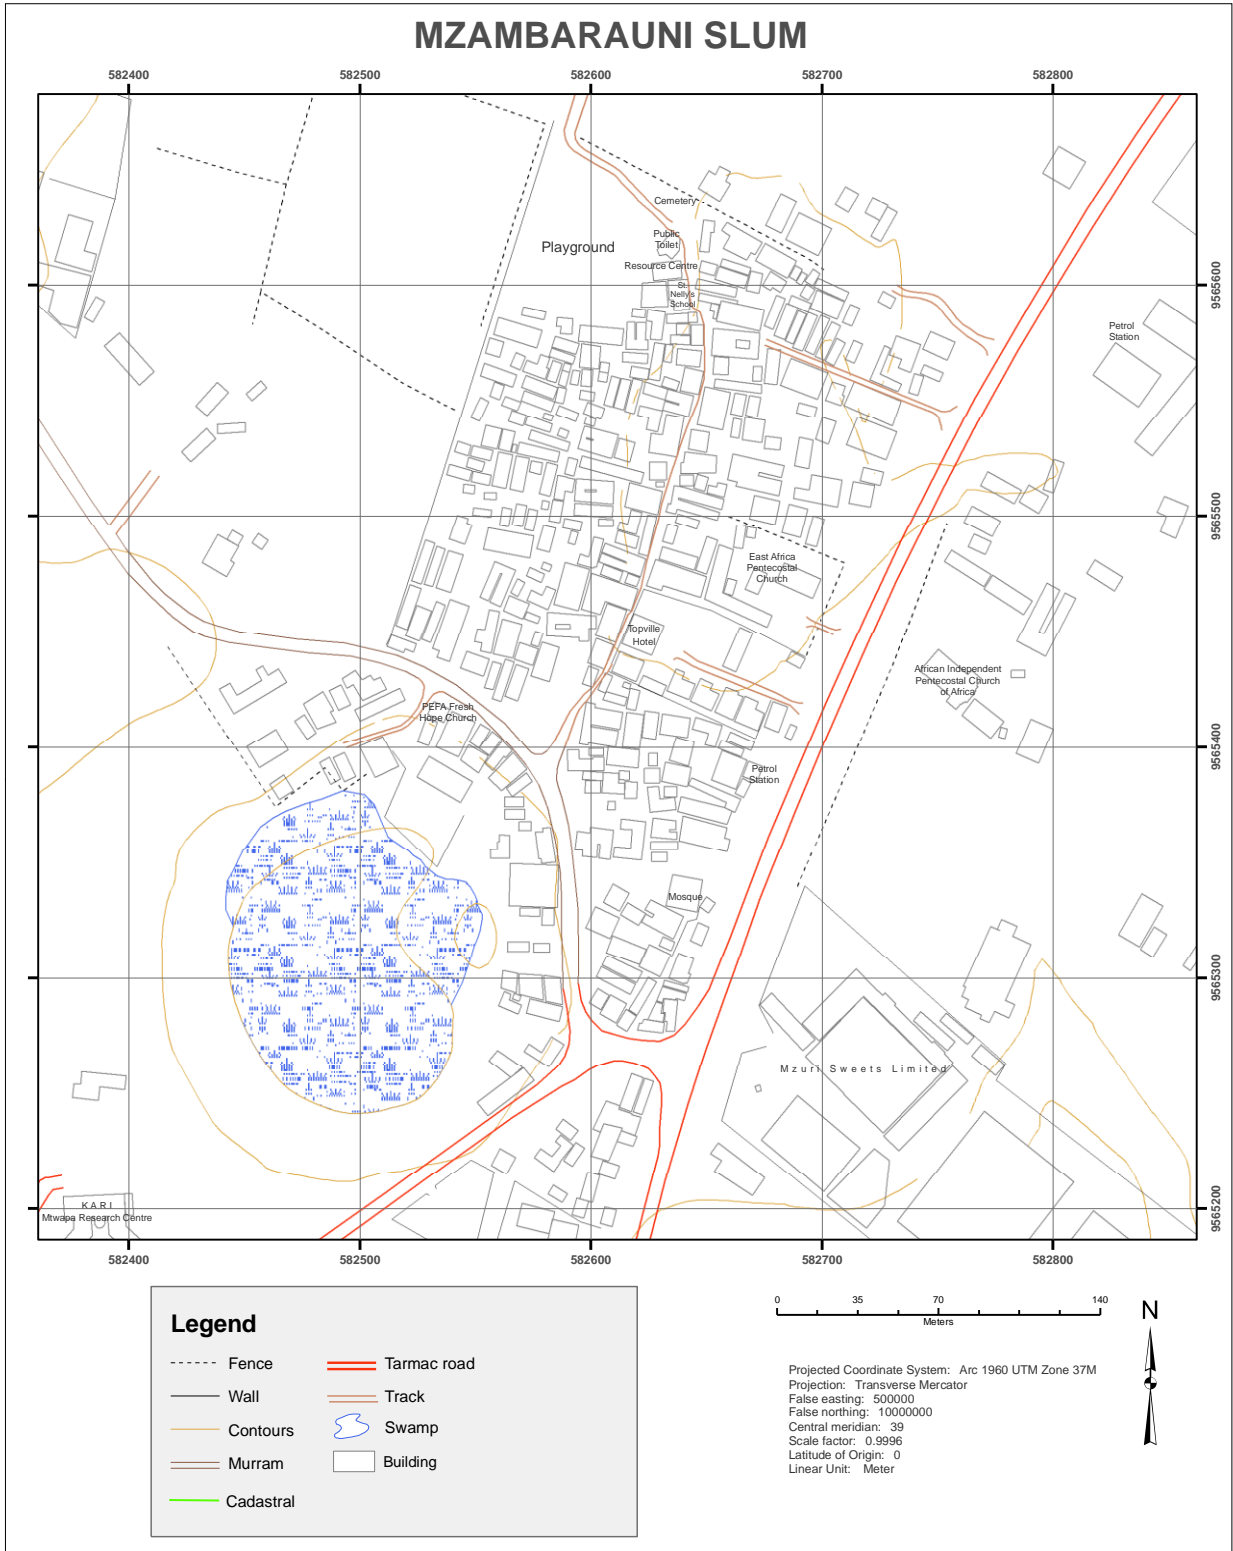 MZAMBARAUNI SLUM
582400 582500 582600 582700 582800
Cemetery
Public
Toilet
Playground
Resource Centre
St.
Nelly's
School
9565600
9565600
Petrol
Station
9565500
9565500
East Africa
Pentecostal
Church
Topville
Hotel
African Independent
Pentecostal Church
of Africa
PEFA Fresh
Hope Church
9565400
9565400
Petrol
Station
Mosque
9565300
9565300
Mzuri Sweets Limited
KARI
Mtwapa Research Centre
9565200
9565200
582400 582500 582600 582700 582800
Legend
Fence
Wall
Contours
Murram
Cadastral
Tarmac road
Track
Swamp
Building
0 35 70 140
Meters
N
Projected Coordinate System: Arc 1960 UTM Zone 37M
Projection: Transverse Mercator
False easting: 500000
False northing: 10000000
Central meridian: 39
Scale factor: 0.9996
Latitude of Origin: 0
Linear Unit: Meter